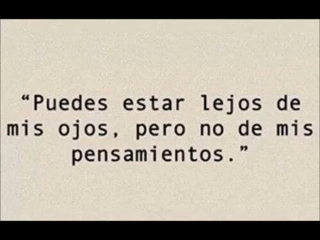 “Puedes estar lejos de
mis ojos, pero no de mis
pensamientos.”